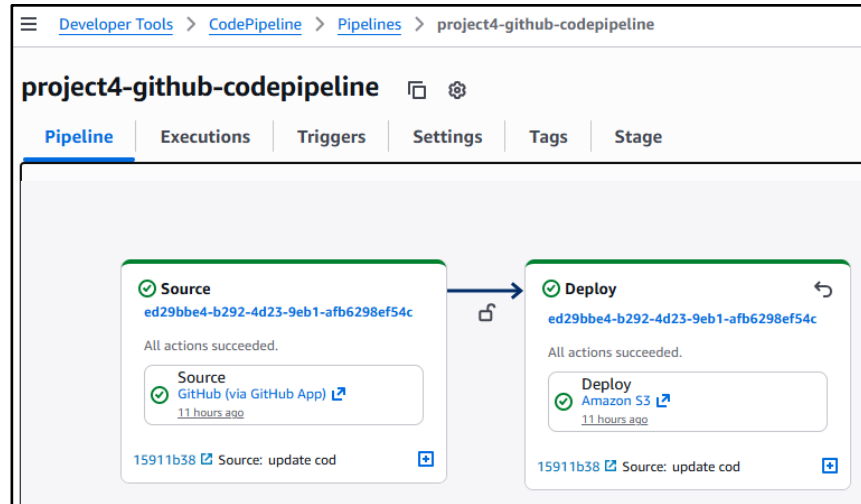 Developer Tools > CodePipeline > Pipelines > project4-github-codepipeline
project4-github-codepipeline
Pipeline Executions Triggers Settings Tags Stage
Source
ed29bbe4-b292-4d23-9eb1-afb6298ef54c
All actions succeeded.
Source
GitHub (via GitHub App)
11 hours ago
15911b38 Source: update cod
Deploy
ed29bbe4-b292-4d23-9eb1-afb6298ef54c
All actions succeeded.
Deploy
Amazon S3
11 hours ago
15911b38 Source: update cod